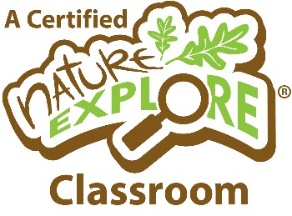 A Certified
nature
EXPLORE®
Classroom